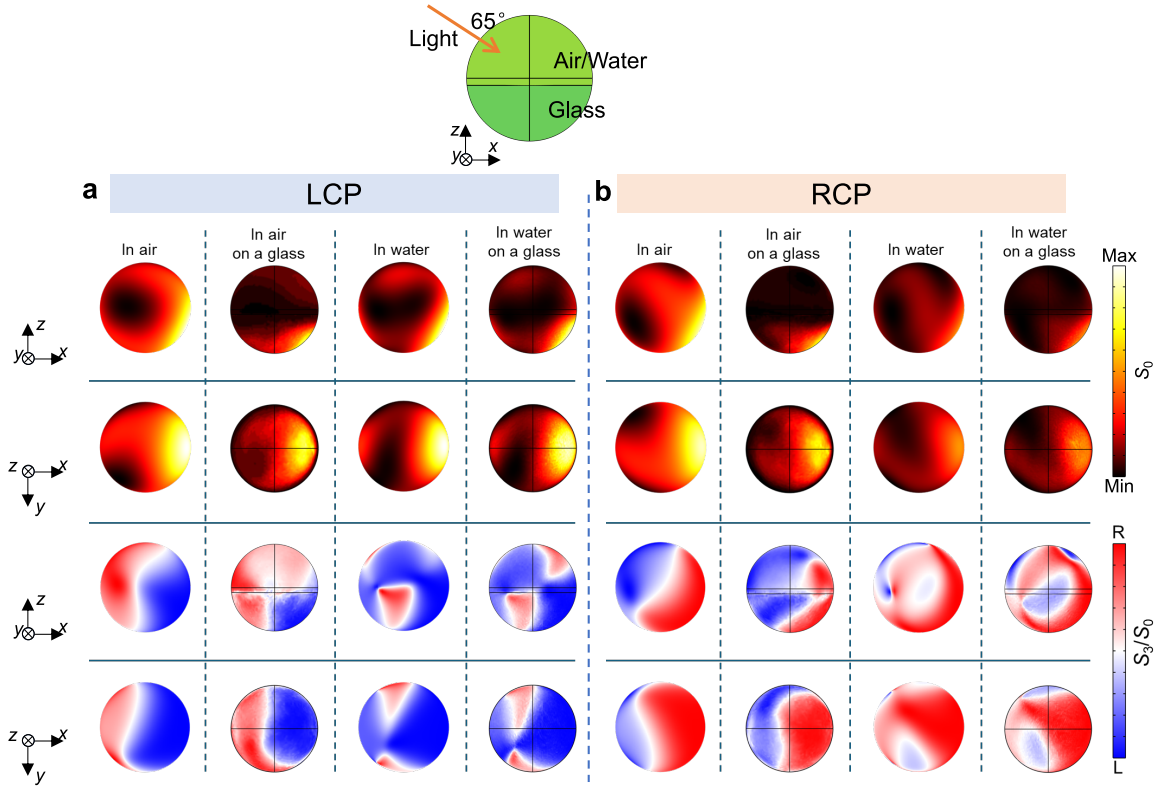 65°
Light
Air/Water
Glass
z
y x
a LCP b RCP
In air
In air
on a glass
In water
In water
on a glass
In air
In air
on a glass
In water
In water
on a glass
Max
S0
Min
z
y x
z x
y
R
S3/S0
L
z
y x
z x
y